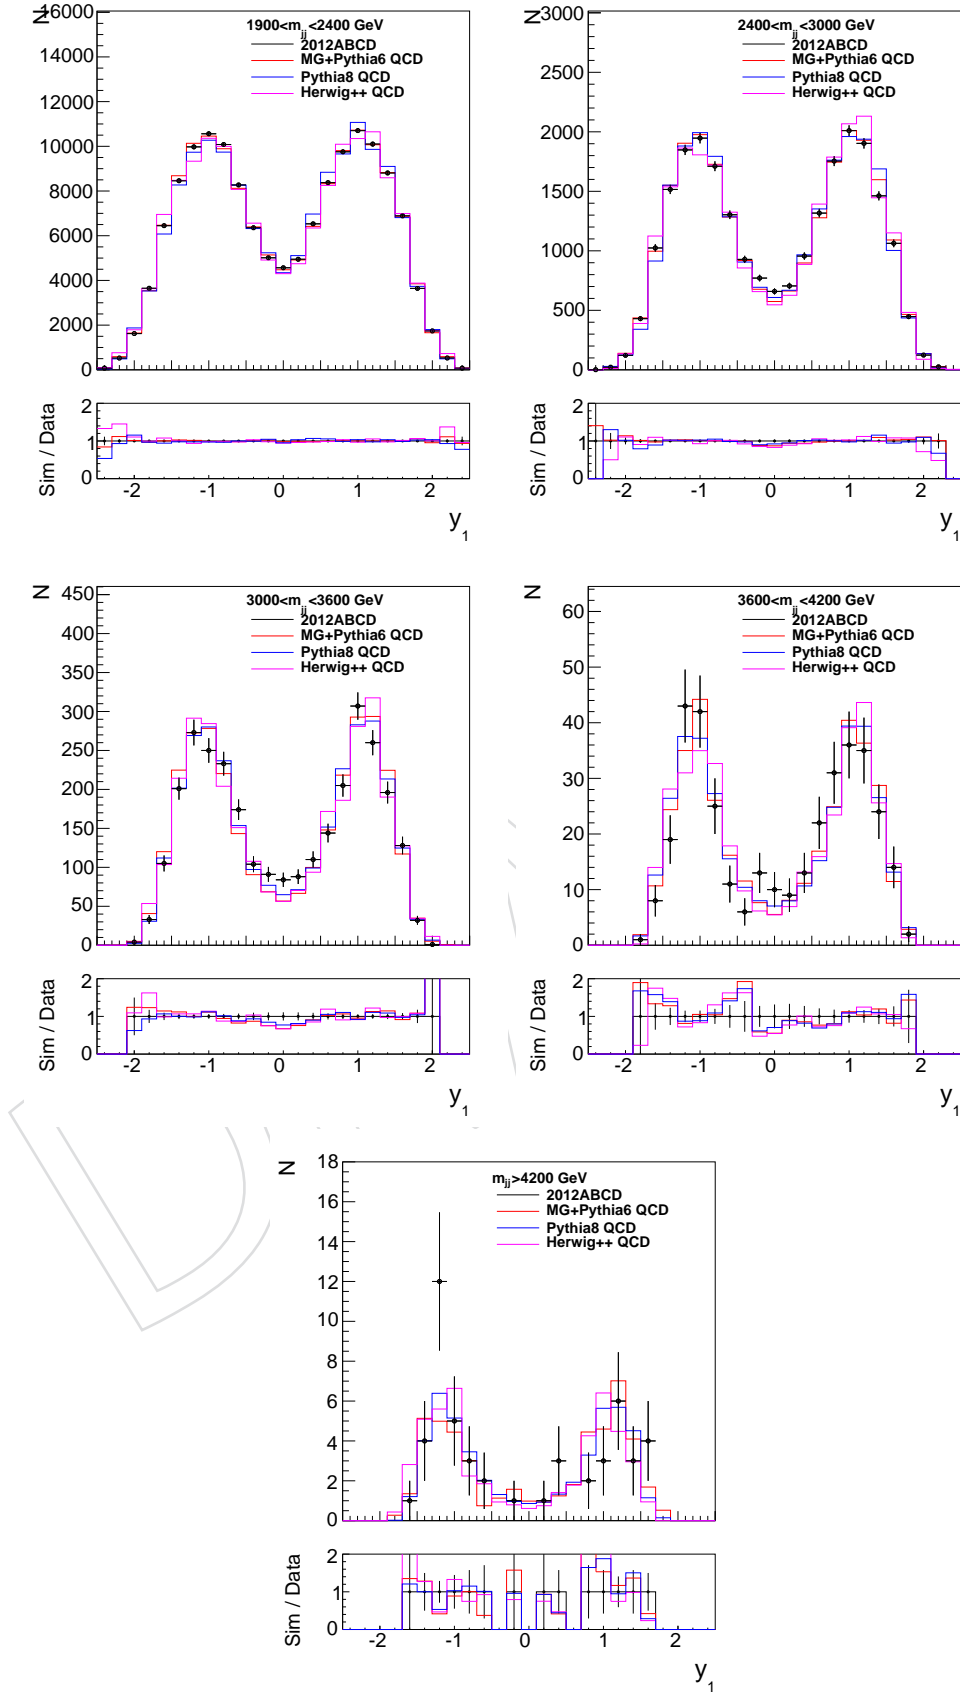 N
1900<m_jj<2400 GeV
2012ABCD
MG+Pythia6 QCD
Pythia8 QCD
Herwig++ QCD
16000
14000
12000
10000
8000
6000
4000
2000
0
Sim / Data
2
1
0
-2 -1 0 1 2
y_1
N
2400<m_jj<3000 GeV
2012ABCD
MG+Pythia6 QCD
Pythia8 QCD
Herwig++ QCD
3000
2500
2000
1500
1000
500
0
Sim / Data
2
1
0
-2 -1 0 1 2
y_1
N
3000<m_jj<3600 GeV
2012ABCD
MG+Pythia6 QCD
Pythia8 QCD
Herwig++ QCD
450
400
350
300
250
200
150
100
50
0
Sim / Data
2
1
0
-2 -1 0 1 2
y_1
N
3600<m_jj<4200 GeV
2012ABCD
MG+Pythia6 QCD
Pythia8 QCD
Herwig++ QCD
60
50
40
30
20
10
0
Sim / Data
2
1
0
-2 -1 0 1 2
y_1
N
m_jj>4200 GeV
2012ABCD
MG+Pythia6 QCD
Pythia8 QCD
Herwig++ QCD
18
16
14
12
10
8
6
4
2
0
Sim / Data
2
1
0
-2 -1 0 1 2
y_1